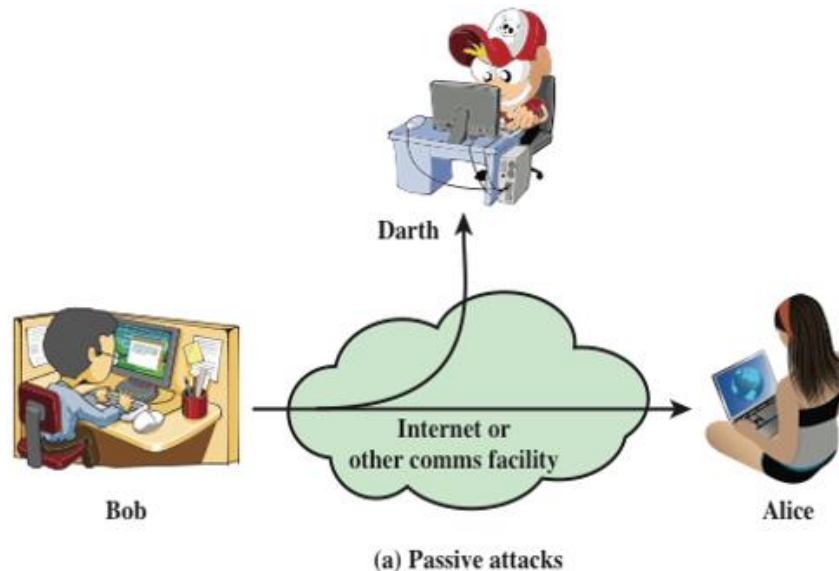 Darth
Internet or
other comms facility
Bob
Alice
(a) Passive attacks